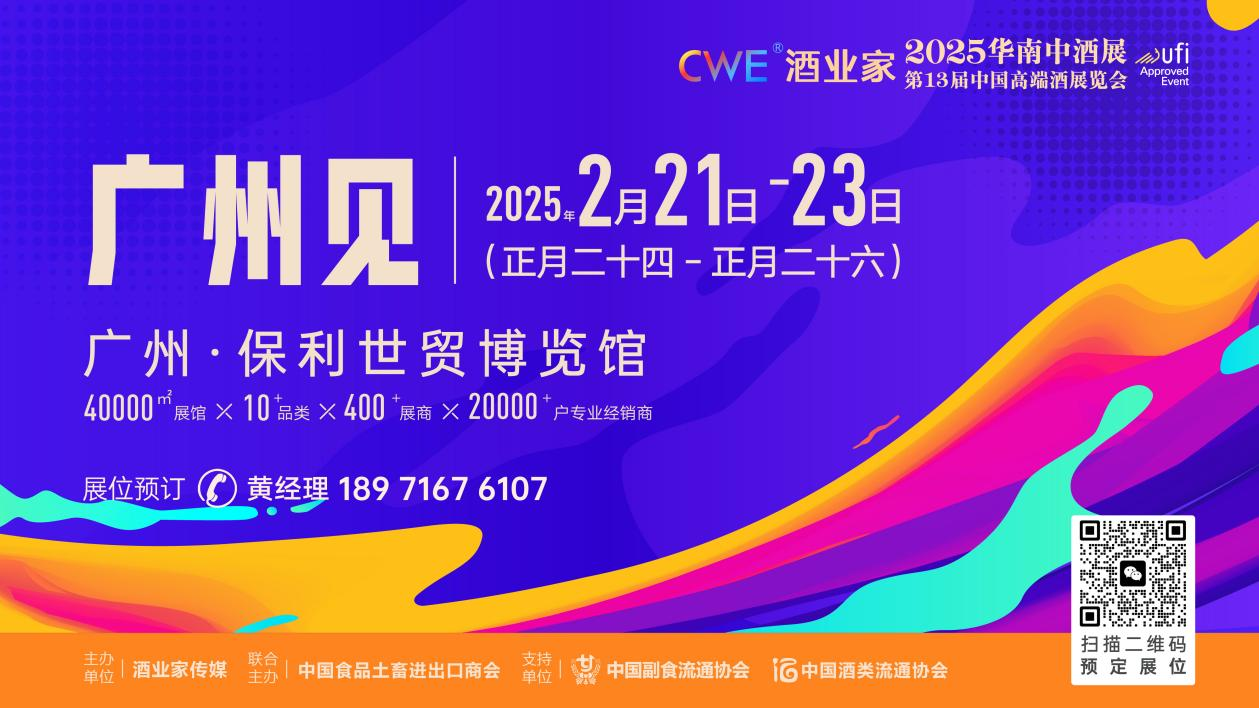 CWE® 酒业家 2025华南中酒展
第13届中国高端酒展览会
ufi
Approved
Event
广州见
2025年2月21日-23日
(正月二十四-正月二十六)
广州·保利世贸博览馆
40000㎡展馆×10+品类×400+展商×20000+户专业经销商
展位预订 黄经理 189 7167 6107
扫描二维码
预定展位
主办单位 | 酒业家传媒 联合主办 | 中国食品土畜进出口商会 支持单位 | 中国副食流通协会 中国酒类流通协会